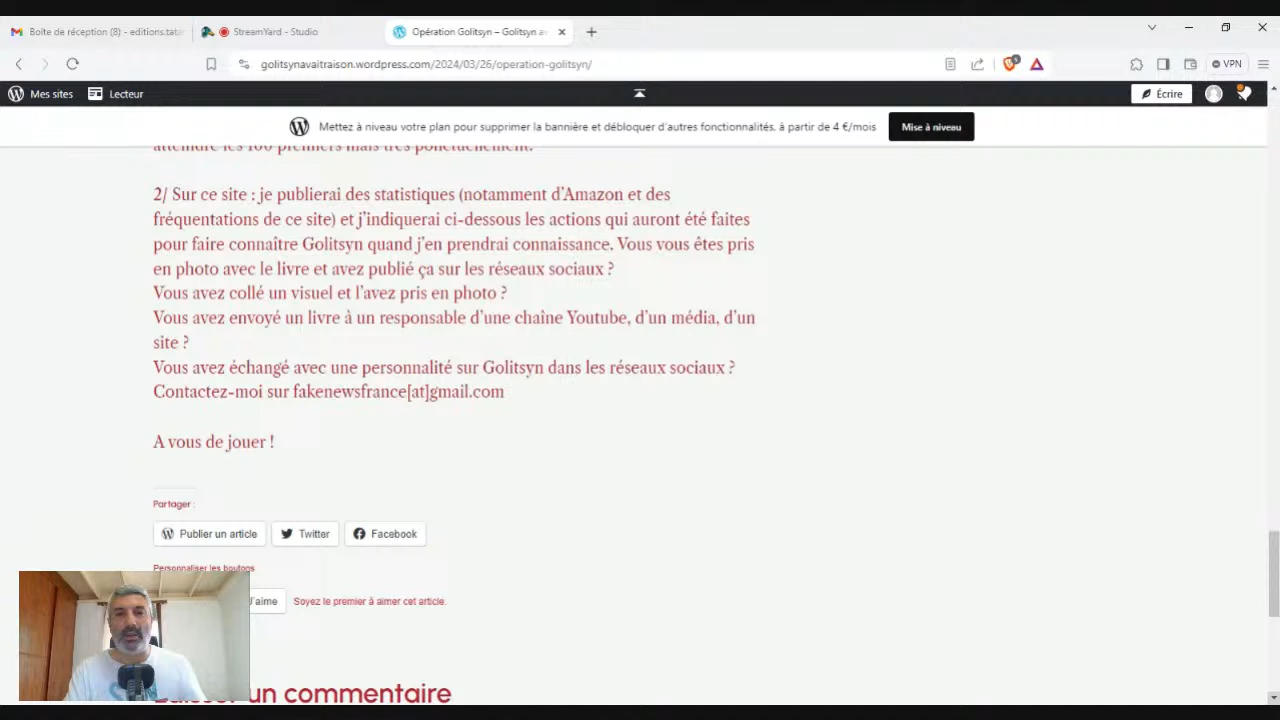 Boîte de réception (8) - editions.tatar
StreamYard - Studio
Opération Golitsyn – Golitsyn av
golitsynavaitraison.wordpress.com/2024/03/26/operation-golitsyn/
VPN
Mes sites
Lecteur
Écrire
Mettez à niveau votre plan pour supprimer la bannière et débloquer d'autres fonctionnalités. à partir de 4 €/mois
Mise à niveau
atteindre les 100 premiers mais très ponctuellement.
2/ Sur ce site : je publierai des statistiques (notamment d'Amazon et des
fréquentations de ce site) et j'indiquerai ci-dessous les actions qui auront été faites
pour faire connaître Golitsyn quand j'en prendrai connaissance. Vous vous êtes pris
en photo avec le livre et avez publié ça sur les réseaux sociaux ?
Vous avez collé un visuel et l'avez pris en photo ?
Vous avez envoyé un livre à un responsable d'une chaîne Youtube, d'un média, d'un
site ?
Vous avez échangé avec une personnalité sur Golitsyn dans les réseaux sociaux ?
Contactez-moi sur fakenewsfrance[at]gmail.com
A vous de jouer !
Partager :
Publier un article
Twitter
Facebook
Personnaliser les boutons
J'aime
Soyez le premier à aimer cet article.
Laisser un commentaire